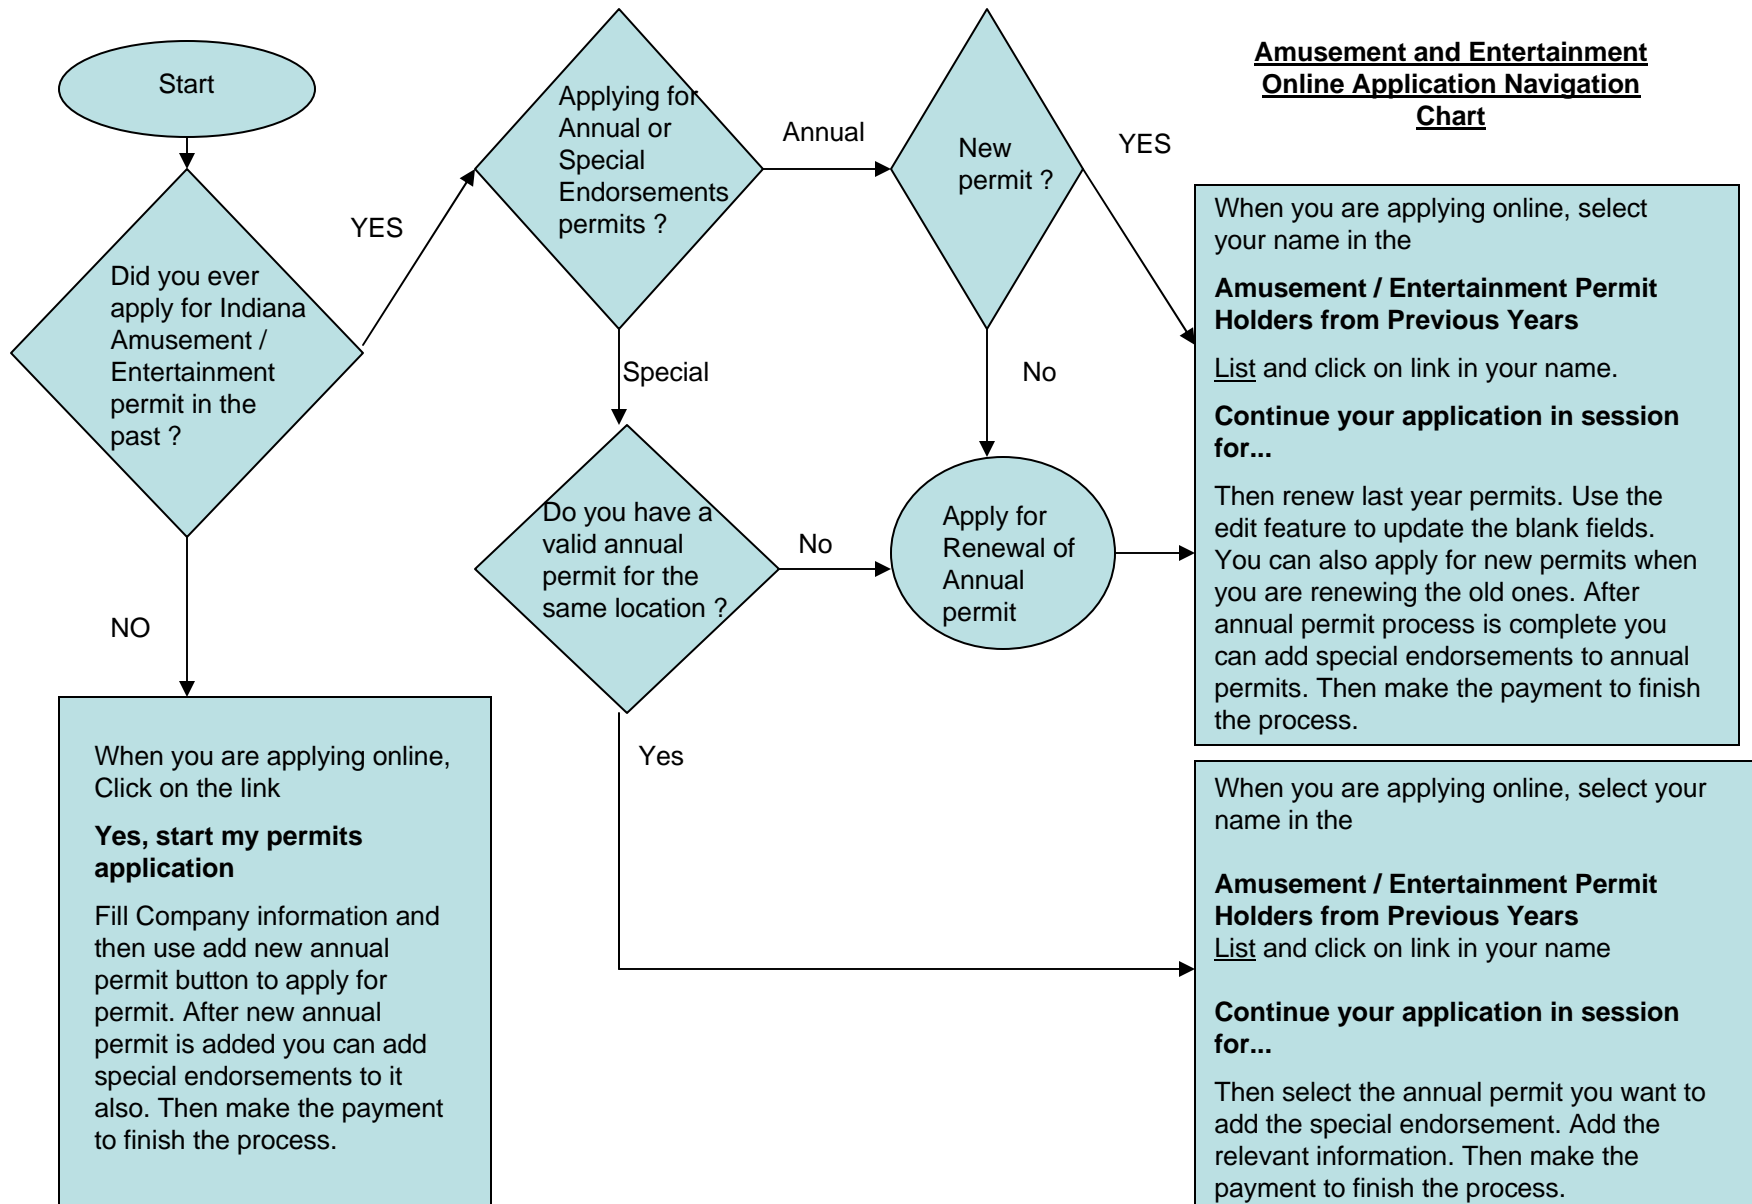 Amusement and Entertainment
Online Application Navigation
Chart
Start
Did you ever
apply for Indiana
Amusement /
Entertainment
permit in the
past ?
YES
NO
Applying for
Annual or
Special
Endorsements
permits ?
Annual
Special
New
permit ?
YES
No
Do you have a
valid annual
permit for the
same location ?
No
Yes
Apply for
Renewal of
Annual
permit
When you are applying online, select
your name in the
Amusement / Entertainment Permit
Holders from Previous Years
List and click on link in your name.
Continue your application in session
for...
Then renew last year permits. Use the
edit feature to update the blank fields.
You can also apply for new permits when
you are renewing the old ones. After
annual permit process is complete you
can add special endorsements to annual
permits. Then make the payment to finish
the process.
When you are applying online,
Click on the link
Yes, start my permits
application
Fill Company information and
then use add new annual
permit button to apply for
permit. After new annual
permit is added you can add
special endorsements to it
also. Then make the payment
to finish the process.
When you are applying online, select your
name in the
Amusement / Entertainment Permit
Holders from Previous Years
List and click on link in your name
Continue your application in session
for...
Then select the annual permit you want to
add the special endorsement. Add the
relevant information. Then make the
payment to finish the process.